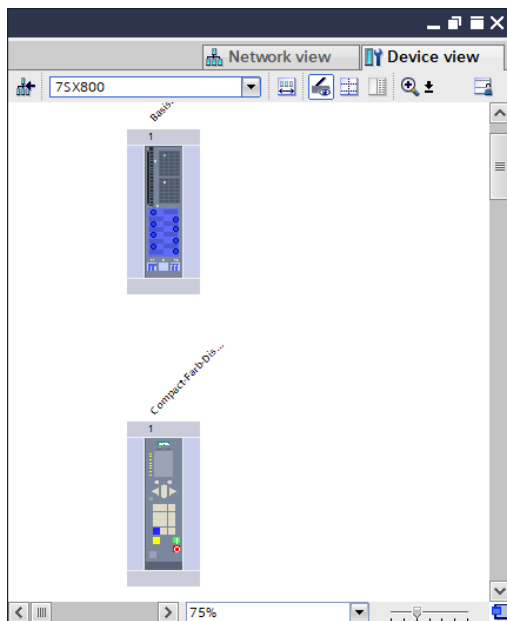 Network view
Device view
7SX800
Basis.
1
Compact-Farb-Dis...
1
75%